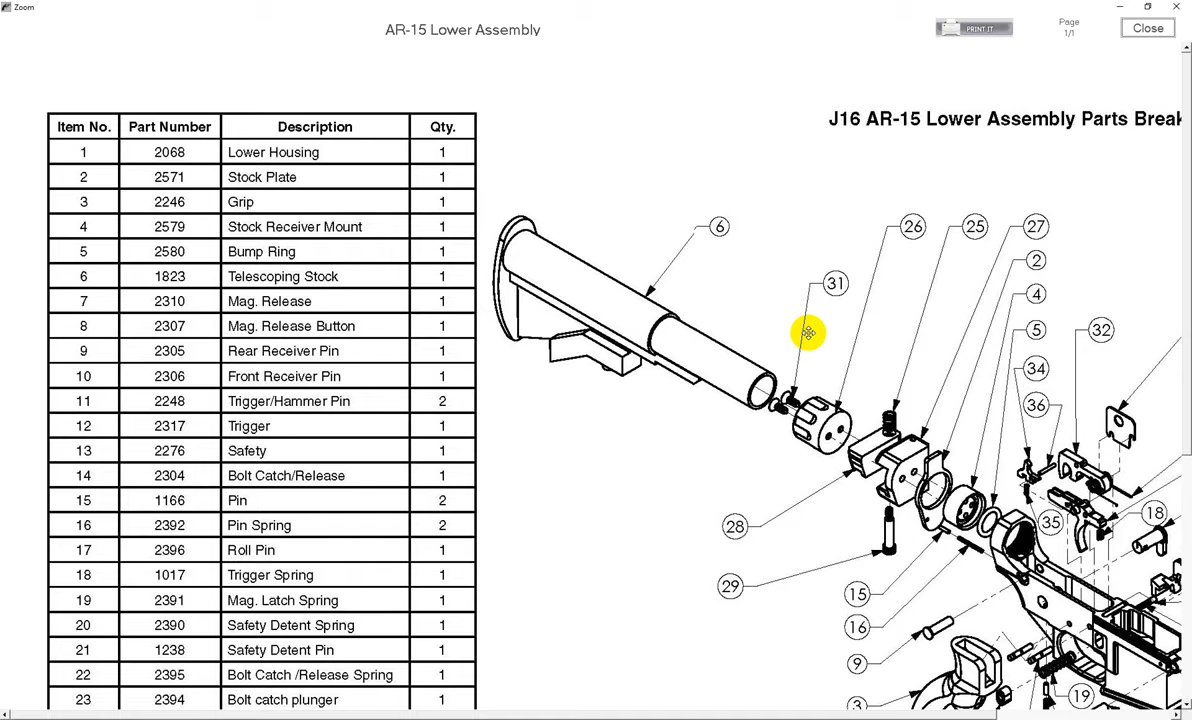 Zoom
AR-15 Lower Assembly
PRINT IT
Page
1/1
Close
J16 AR-15 Lower Assembly Parts Break
Item No. Part Number Description Qty.
1 2068 Lower Housing 1
2 2571 Stock Plate 1
3 2246 Grip 1
4 2579 Stock Receiver Mount 1
5 2580 Bump Ring 1
6 1823 Telescoping Stock 1
7 2310 Mag. Release 1
8 2307 Mag. Release Button 1
9 2305 Rear Receiver Pin 1
10 2306 Front Receiver Pin 1
11 2248 Trigger/Hammer Pin 2
12 2317 Trigger 1
13 2276 Safety 1
14 2304 Bolt Catch/Release 1
15 1166 Pin 2
16 2392 Pin Spring 2
17 2396 Roll Pin 1
18 1017 Trigger Spring 1
19 2391 Mag. Latch Spring 1
20 2390 Safety Detent Spring 1
21 1238 Safety Detent Pin 1
22 2395 Bolt Catch /Release Spring 1
23 2394 Bolt catch plunger 1
6
26
25
27
2
31
4
5
32
34
36
28
35
18
29
15
16
9
19
3